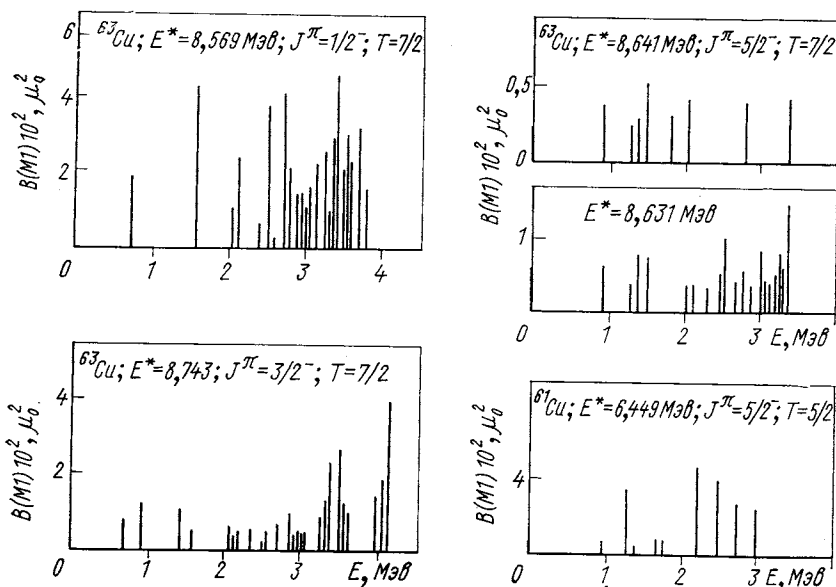 ⁶³Cu; E*=8,569 Мэв; Jπ=1/2⁻; T=7/2
B(M1)10², μ₀²
6
4
2
0
1
2
3
4
⁶³Cu; E*=8,743; Jπ=3/2⁻; T=7/2
B(M1)10², μ₀²
4
2
0
1
2
3
E, Мэв
⁶³Cu; E*=8,641 Мэв; Jπ=5/2⁻; T=7/2
B(M1)10², μ₀²
0,5
0
E*=8,631 Мэв
1
0
1
2
3
E, Мэв
⁶¹Cu; E*=6,449 Мэв; Jπ=5/2⁻; T=5/2
B(M1)10², μ₀²
4
0
1
2
3
E, Мэв